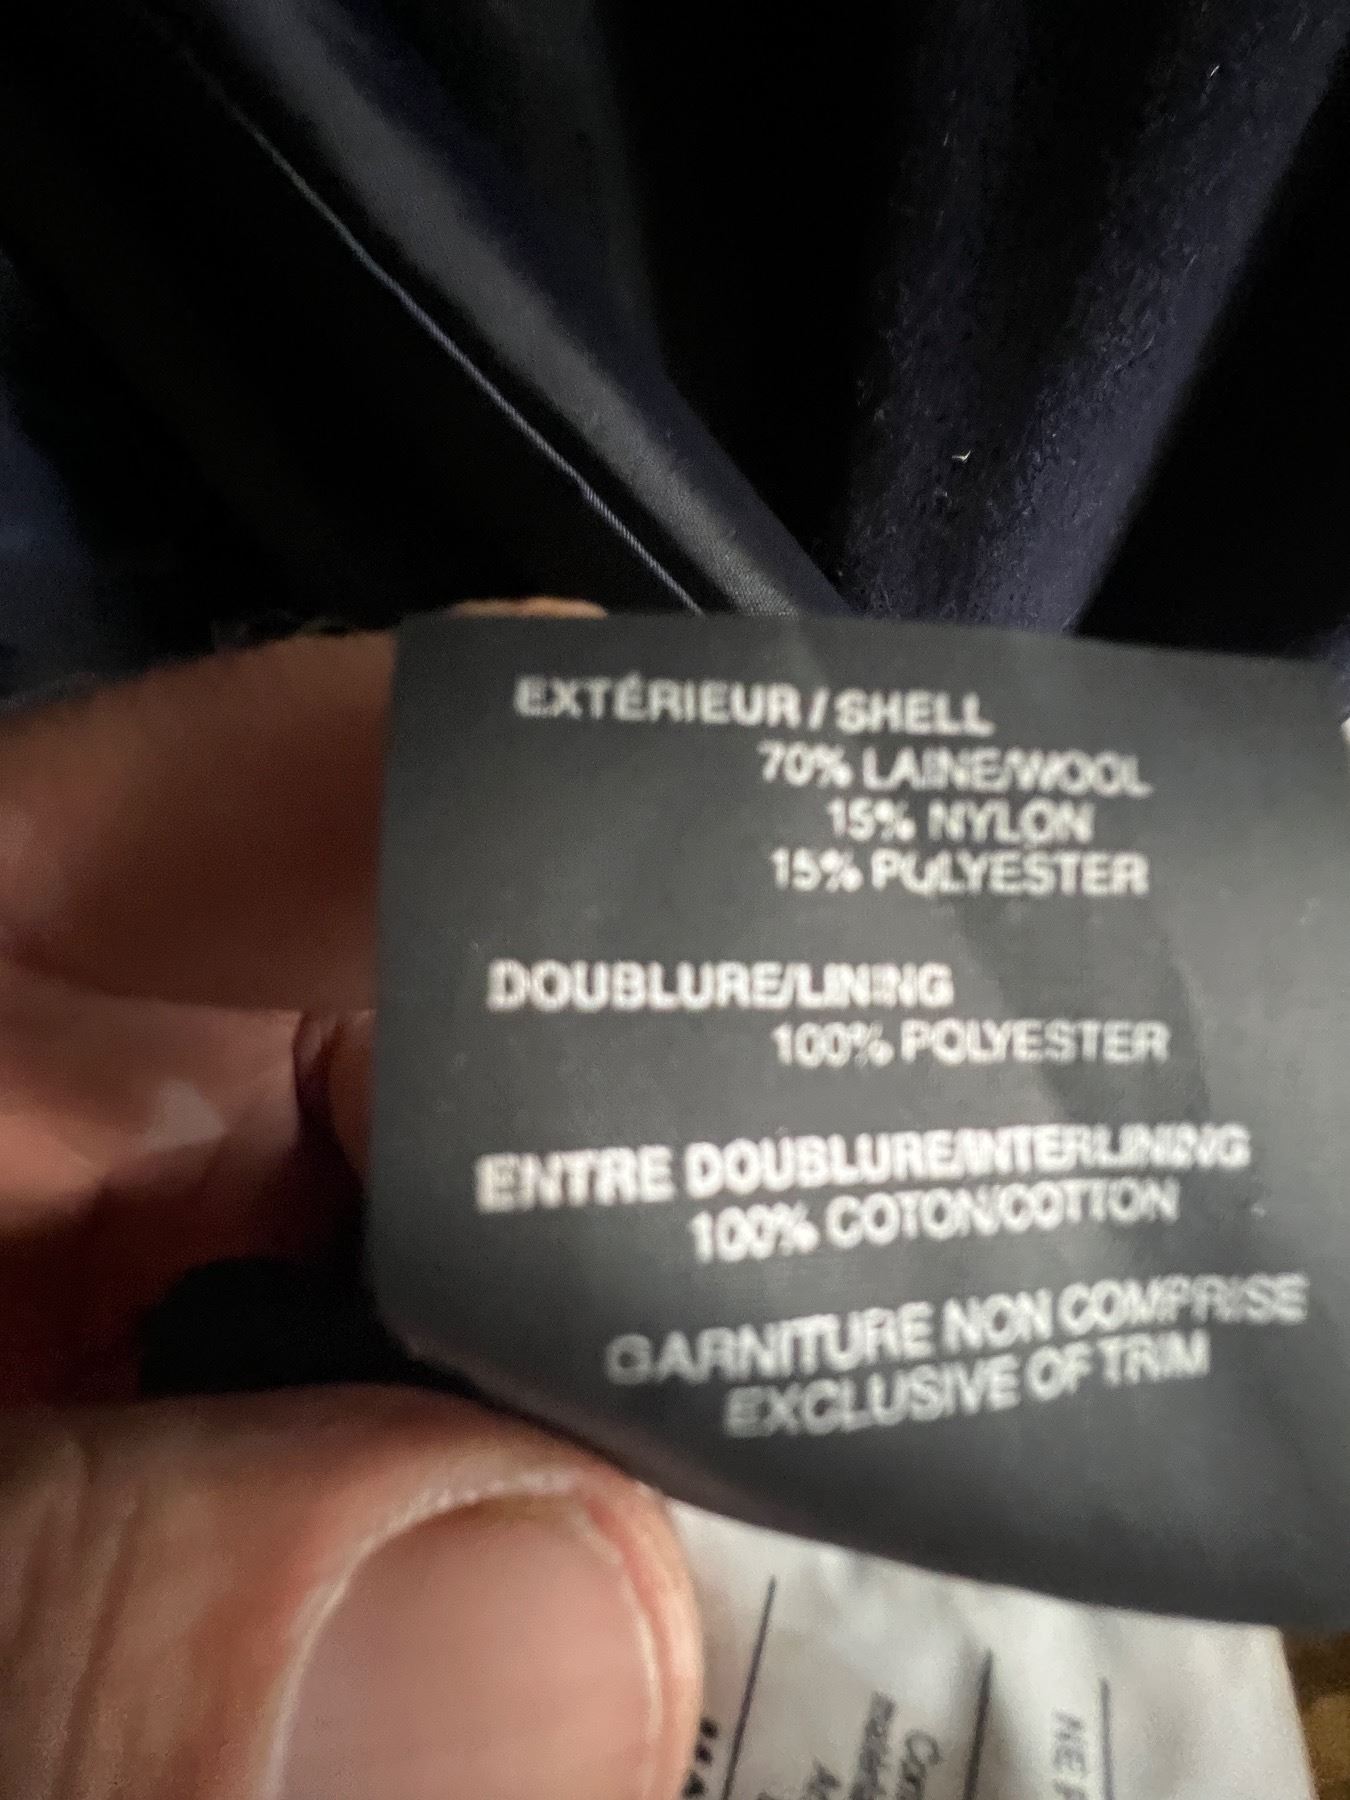 EXTÉRIEUR / SHELL
70% LAINE/WOOL
15% NYLON
15% POLYESTER
DOUBLURE/LINING
100% POLYESTER
ENTRE DOUBLURE/INTERLINING
100% COTON/COTTON
GARNITURE NON COMPRISE
EXCLUSIVE OF TRIM
NE